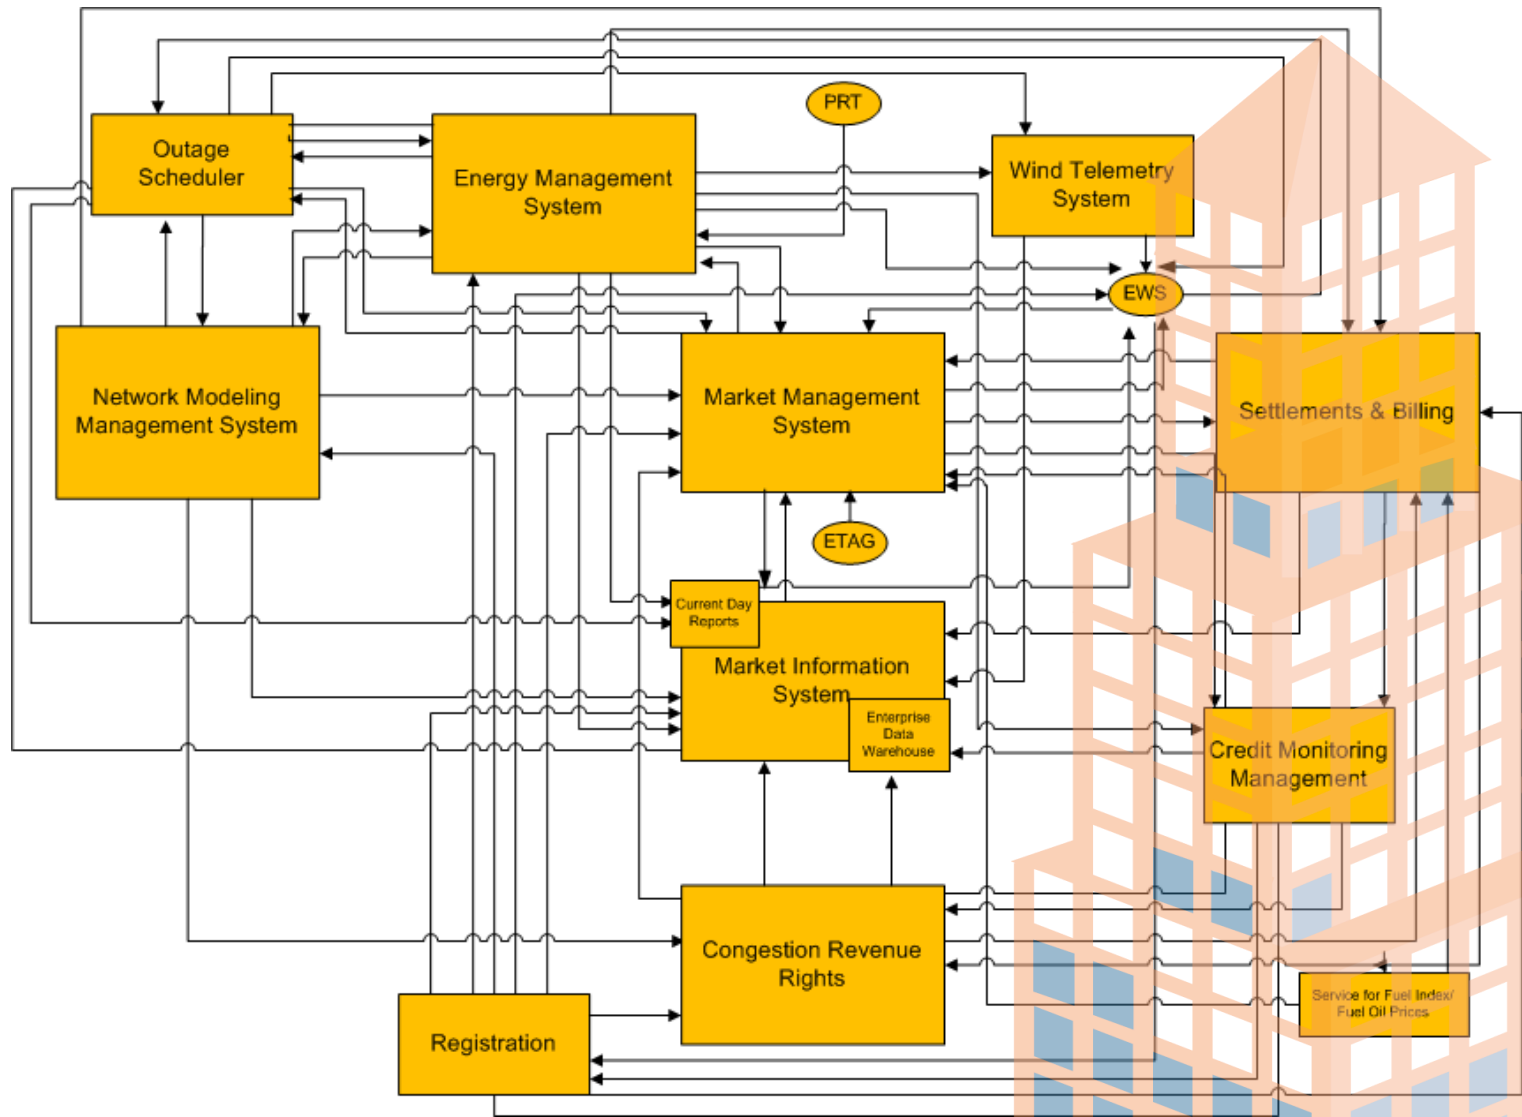 PRT
Outage
Scheduler
Energy Management
System
Wind Telemetry
System
EWS
Network Modeling
Management System
Market Management
System
Settlements & Billing
ETAG
Current Day
Reports
Market Information
System
Enterprise
Data
Warehouse
Credit Monitoring
Management
Congestion Revenue
Rights
Service for Fuel Index/
Fuel Oil Prices
Registration